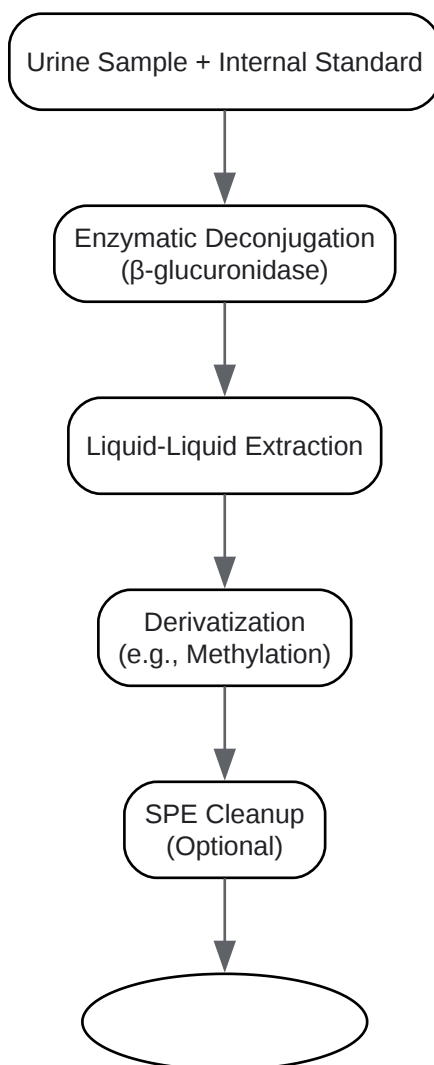 Urine Sample + Internal Standard
Enzymatic Deconjugation
(β-glucuronidase)
Liquid-Liquid Extraction
Derivatization
(e.g., Methylation)
SPE Cleanup
(Optional)